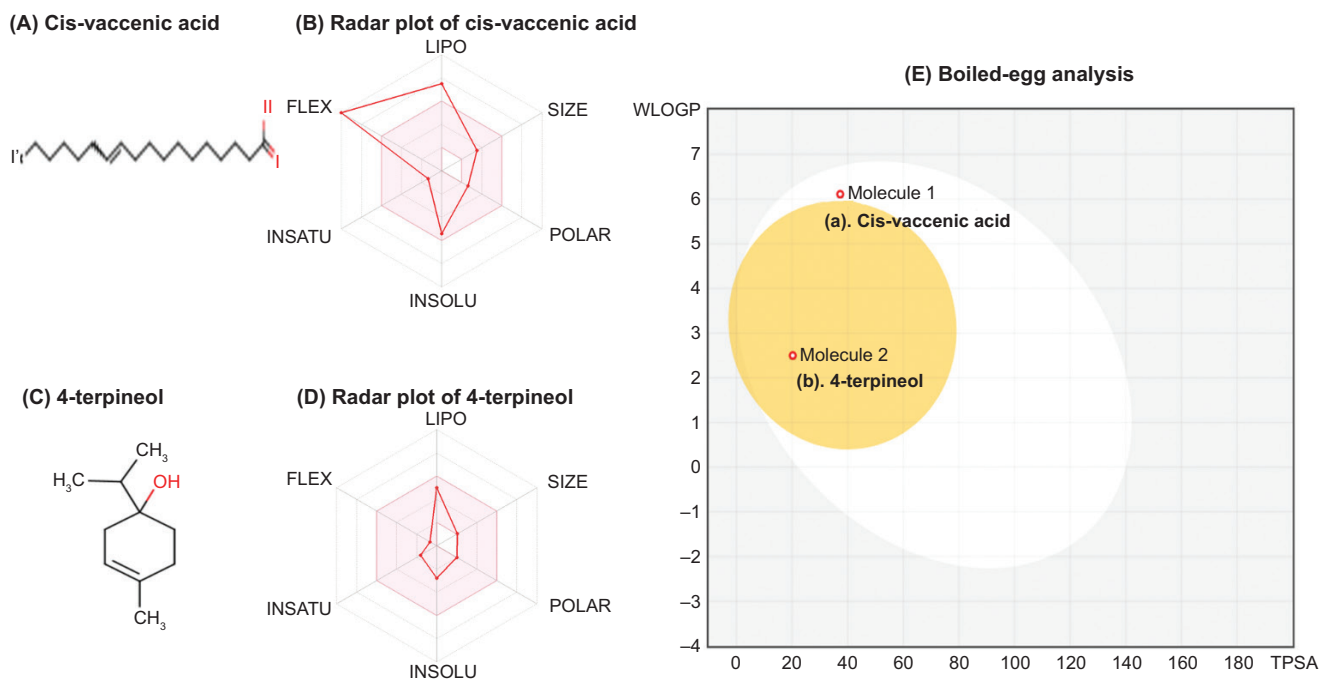 (A) Cis-vaccenic acid
II
I
I'
(B) Radar plot of cis-vaccenic acid
LIPO
FLEX
SIZE
INSATU
POLAR
INSOLU
(C) 4-terpineol
CH3
H3C
OH
CH3
(D) Radar plot of 4-terpineol
LIPO
FLEX
SIZE
INSATU
POLAR
INSOLU
(E) Boiled-egg analysis
WLOGP
7
6
5
4
3
2
1
0
–1
–2
–3
–4
Molecule 1
(a). Cis-vaccenic acid
Molecule 2
(b). 4-terpineol
0 20 40 60 80 100 120 140 160 180 TPSA